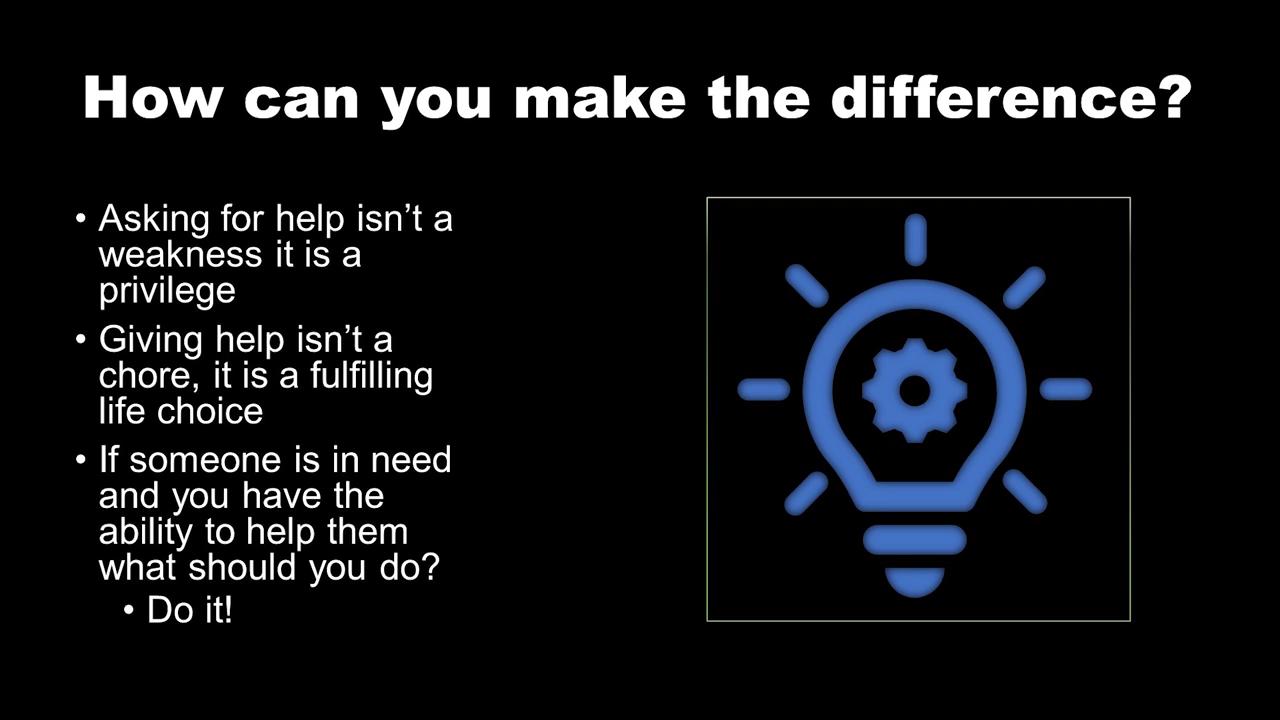 How can you make the difference?
• Asking for help isn’t a
weakness it is a
privilege
• Giving help isn’t a
chore, it is a fulfilling
life choice
• If someone is in need
and you have the
ability to help them
what should you do?
• Do it!